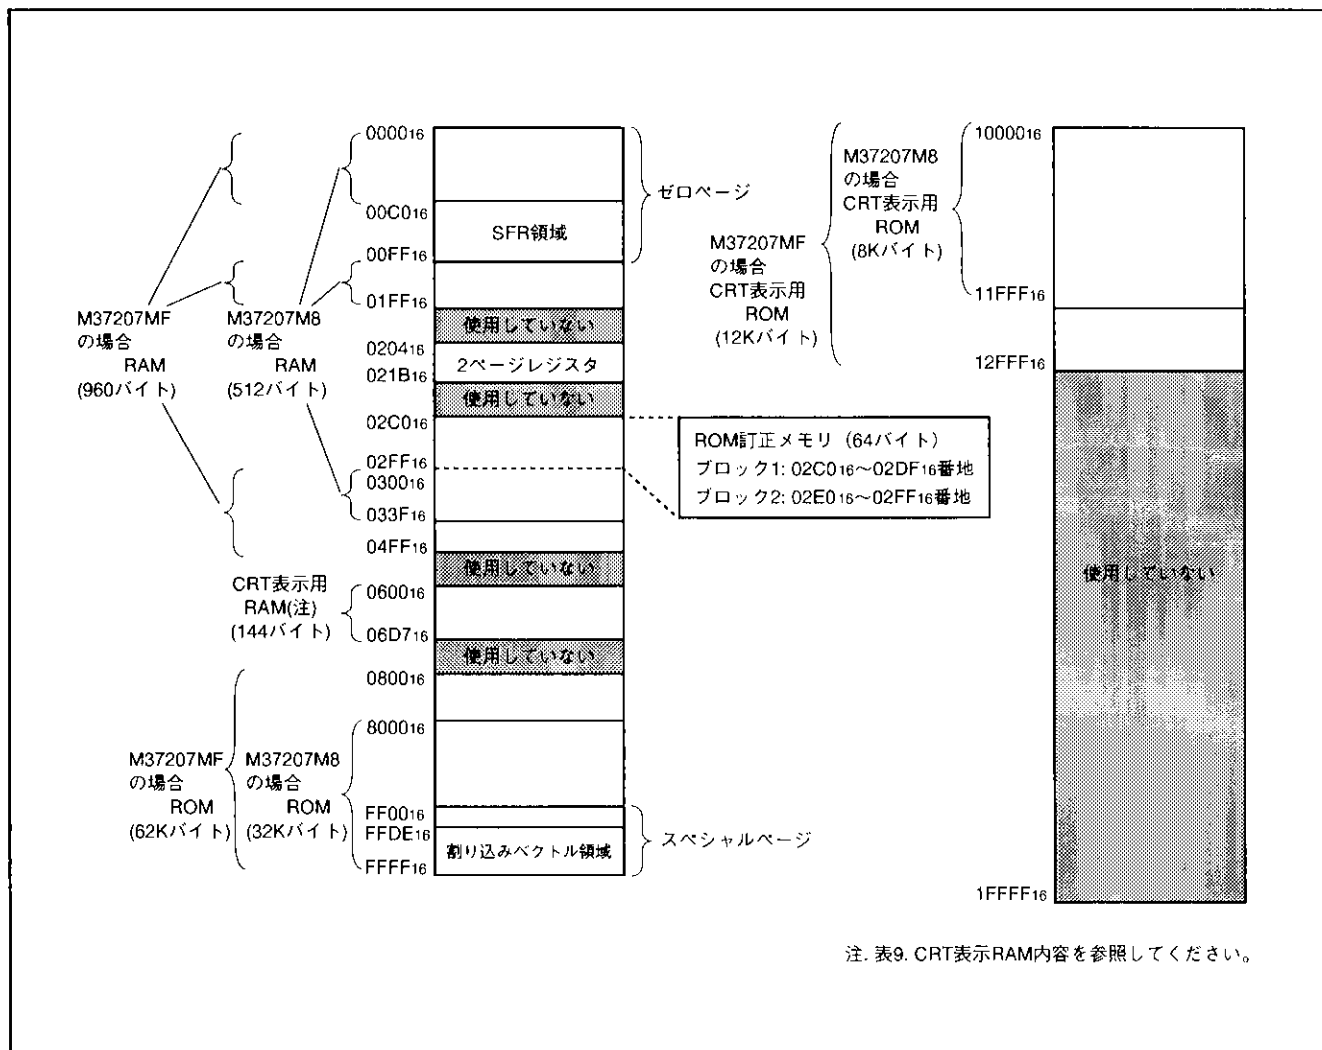 000016
00C016
SFR領域
00FF16
ゼロページ
01FF16
使用していない
020416
2ページレジスタ
021B16
使用していない
02C016
02FF16
030016
033F16
04FF16
使用していない
060016
06D716
使用していない
080016
800016
FF0016
FFDE16
割り込みベクトル領域
FFFF16
スペシャルページ
M37207MF
の場合
RAM
(960バイト)
M37207M8
の場合
RAM
(512バイト)
CRT表示用
RAM(注)
(144バイト)
M37207MF
の場合
ROM
(62Kバイト)
M37207M8
の場合
ROM
(32Kバイト)
ROM訂正メモリ（64バイト）
ブロック1: 02C016～02DF16番地
ブロック2: 02E016～02FF16番地
M37207MF
の場合
CRT表示用
ROM
(12Kバイト)
M37207M8
の場合
CRT表示用
ROM
(8Kバイト)
1000016
11FFF16
12FFF16
使用していない
1FFFF16
注. 表9. CRT表示RAM内容を参照してください。